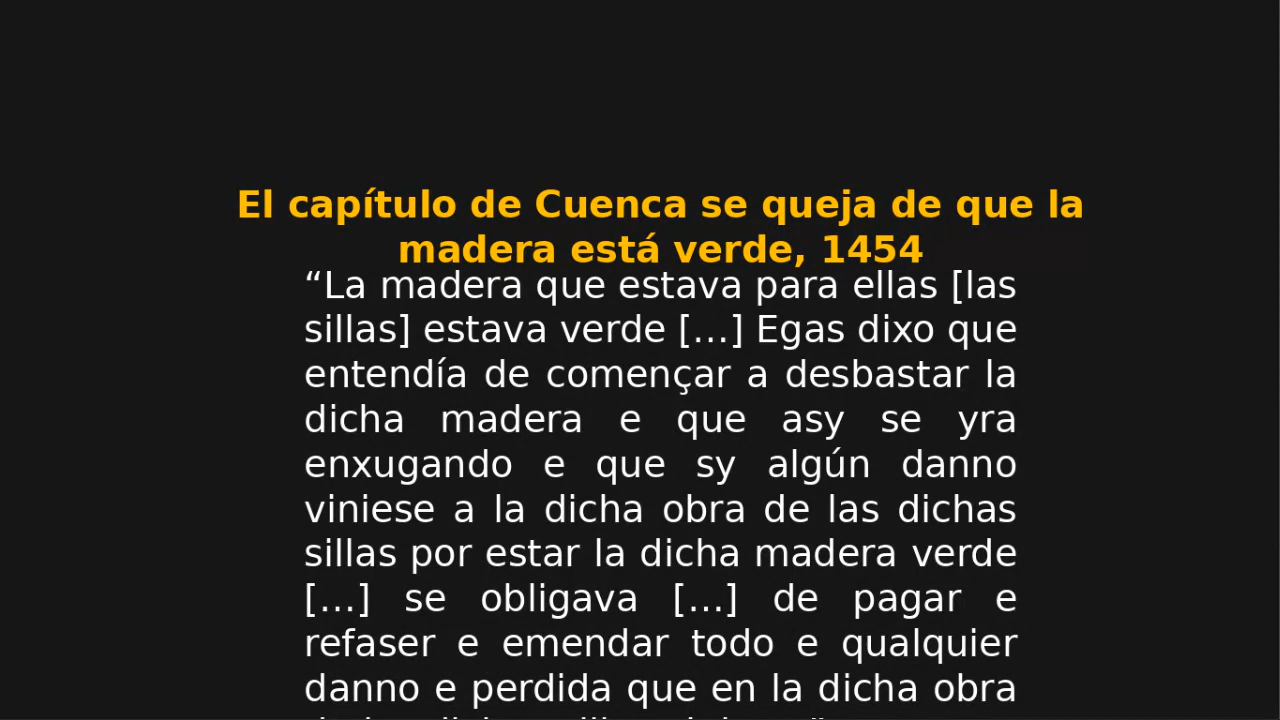 El capítulo de Cuenca se queja de que la
madera está verde, 1454
“La madera que estava para ellas [las
sillas] estava verde […] Egas dixo que
entendía de començar a desbastar la
dicha madera e que asy se yra
enxugando e que sy algún danno
viniese a la dicha obra de las dichas
sillas por estar la dicha madera verde
[…] se obligava […] de pagar e
refaser e emendar todo e qualquier
danno e perdida que en la dicha obra